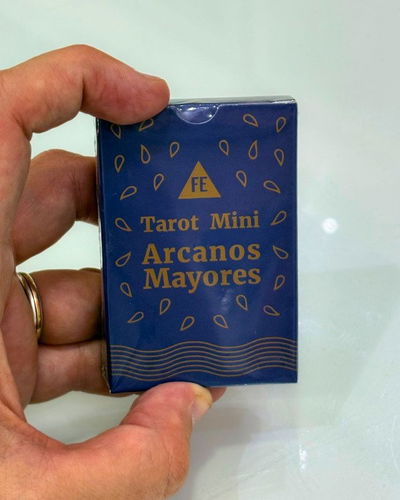 FE
Tarot Mini
Arcanos
Mayores